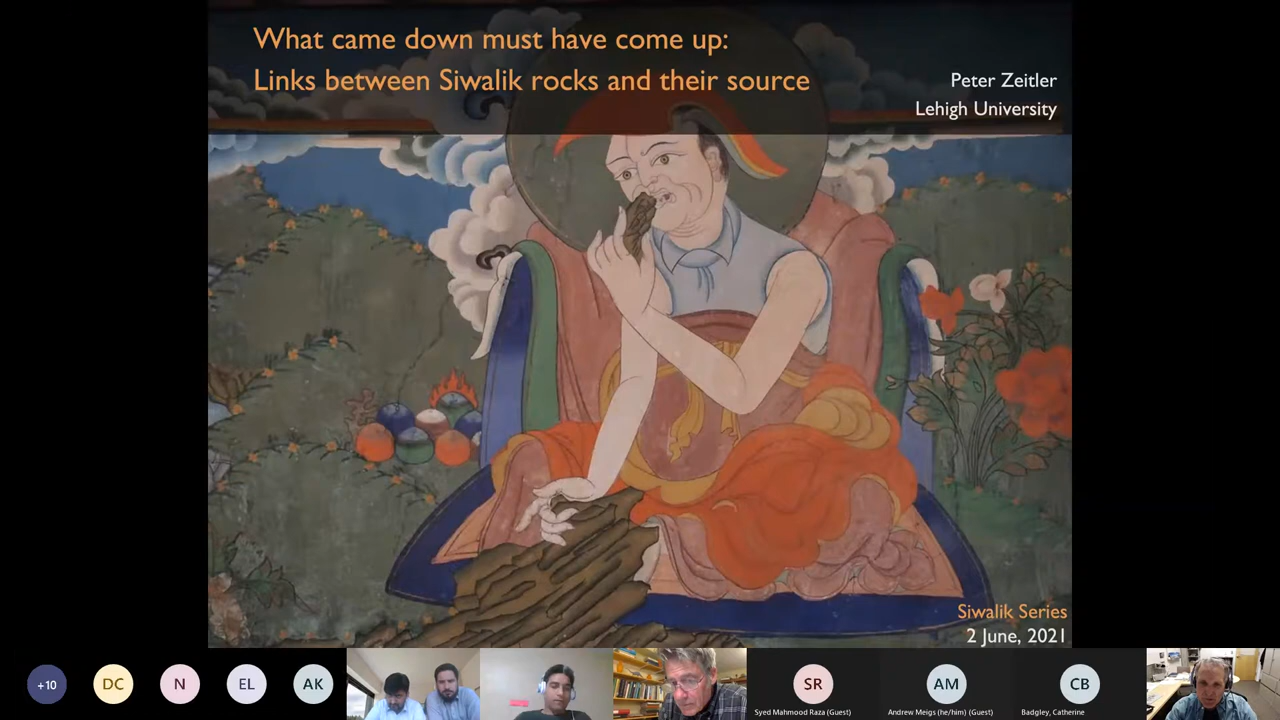 What came down must have come up:
Links between Siwalik rocks and their source
Peter Zeitler
Lehigh University
Siwalik Series
2 June, 2021
+10
DC
N
EL
AK
SR
AM
CB
Syed Mahmood Raza (Guest)
Andrew Meigs (he/him) (Guest)
Badgley, Catherine